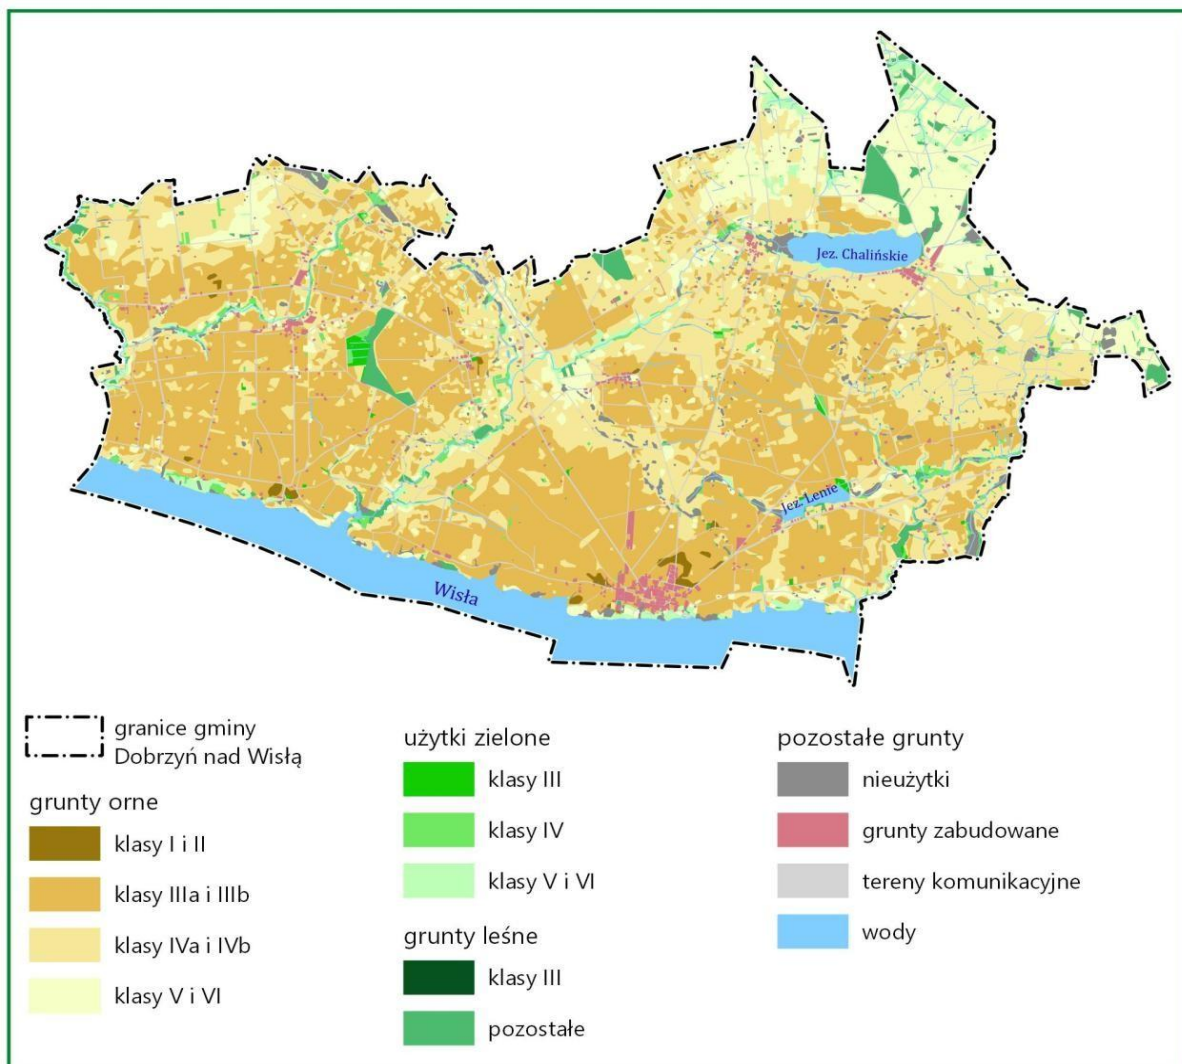 Jez. Chalińskie
Jez. Lenie
Wisła
granice gminy
Dobrzyń nad Wisłą
grunty orne
klasy I i II
klasy IIIa i IIIb
klasy IVa i IVb
klasy V i VI
użytki zielone
klasy III
klasy IV
klasy V i VI
grunty leśne
klasy III
pozostałe
pozostałe grunty
nieużytki
grunty zabudowane
tereny komunikacyjne
wody